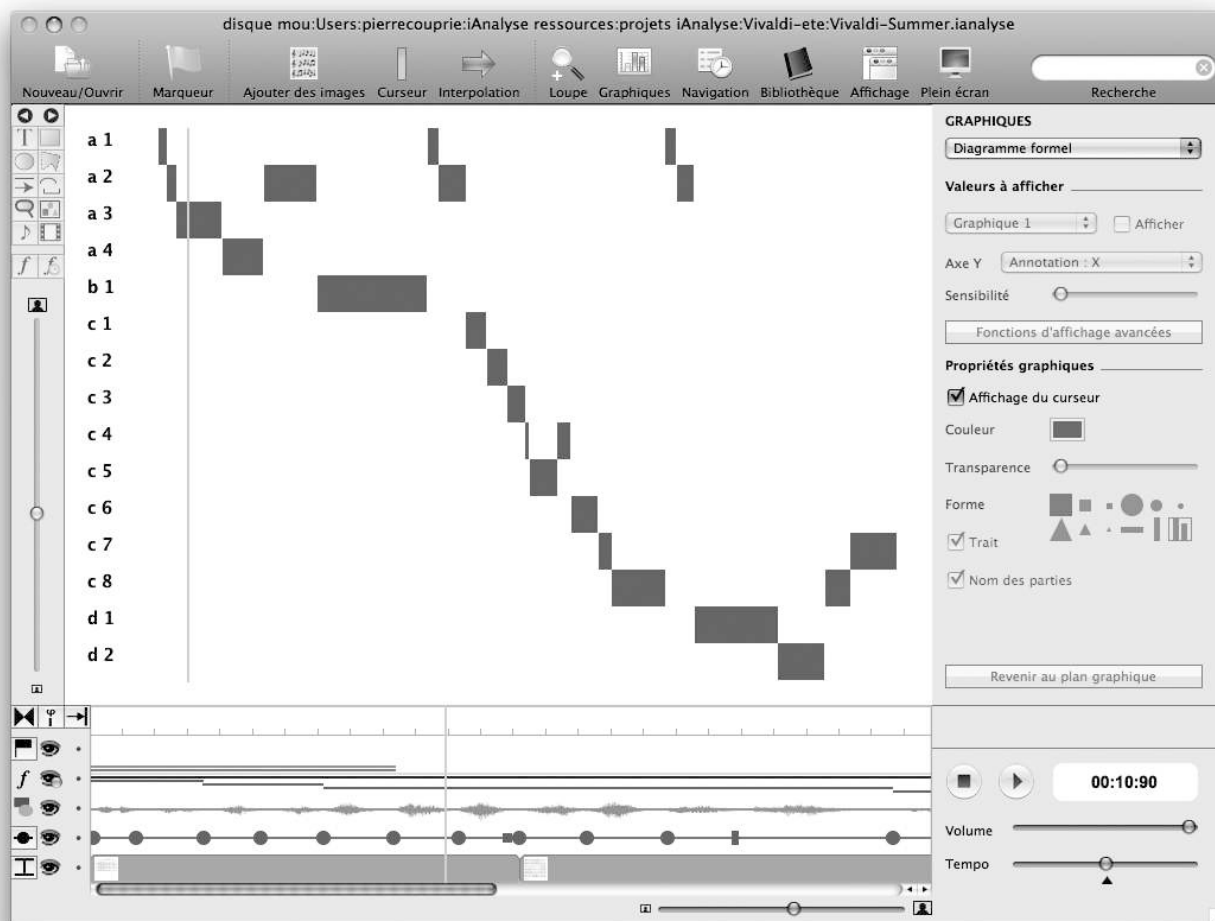 disque mou:Users:pierrecouprie:iAnalyse ressources:projets iAnalyse:Vivaldi-ete:Vivaldi-Summer.ianalyse
Nouveau/Ouvrir Marqueur Ajouter des images Curseur Interpolation Loupe Graphiques Navigation Bibliothèque Affichage Plein écran Recherche
a 1
a 2
a 3
a 4
b 1
c 1
c 2
c 3
c 4
c 5
c 6
c 7
c 8
d 1
d 2
GRAPHIQUES
Diagramme formel
Valeurs à afficher
Graphique 1 Afficher
Axe Y Annotation : X
Sensibilité
Fonctions d'affichage avancées
Propriétés graphiques
Affichage du curseur
Couleur
Transparence
Forme
Trait
Nom des parties
Revenir au plan graphique
00:10:90
Volume
Tempo